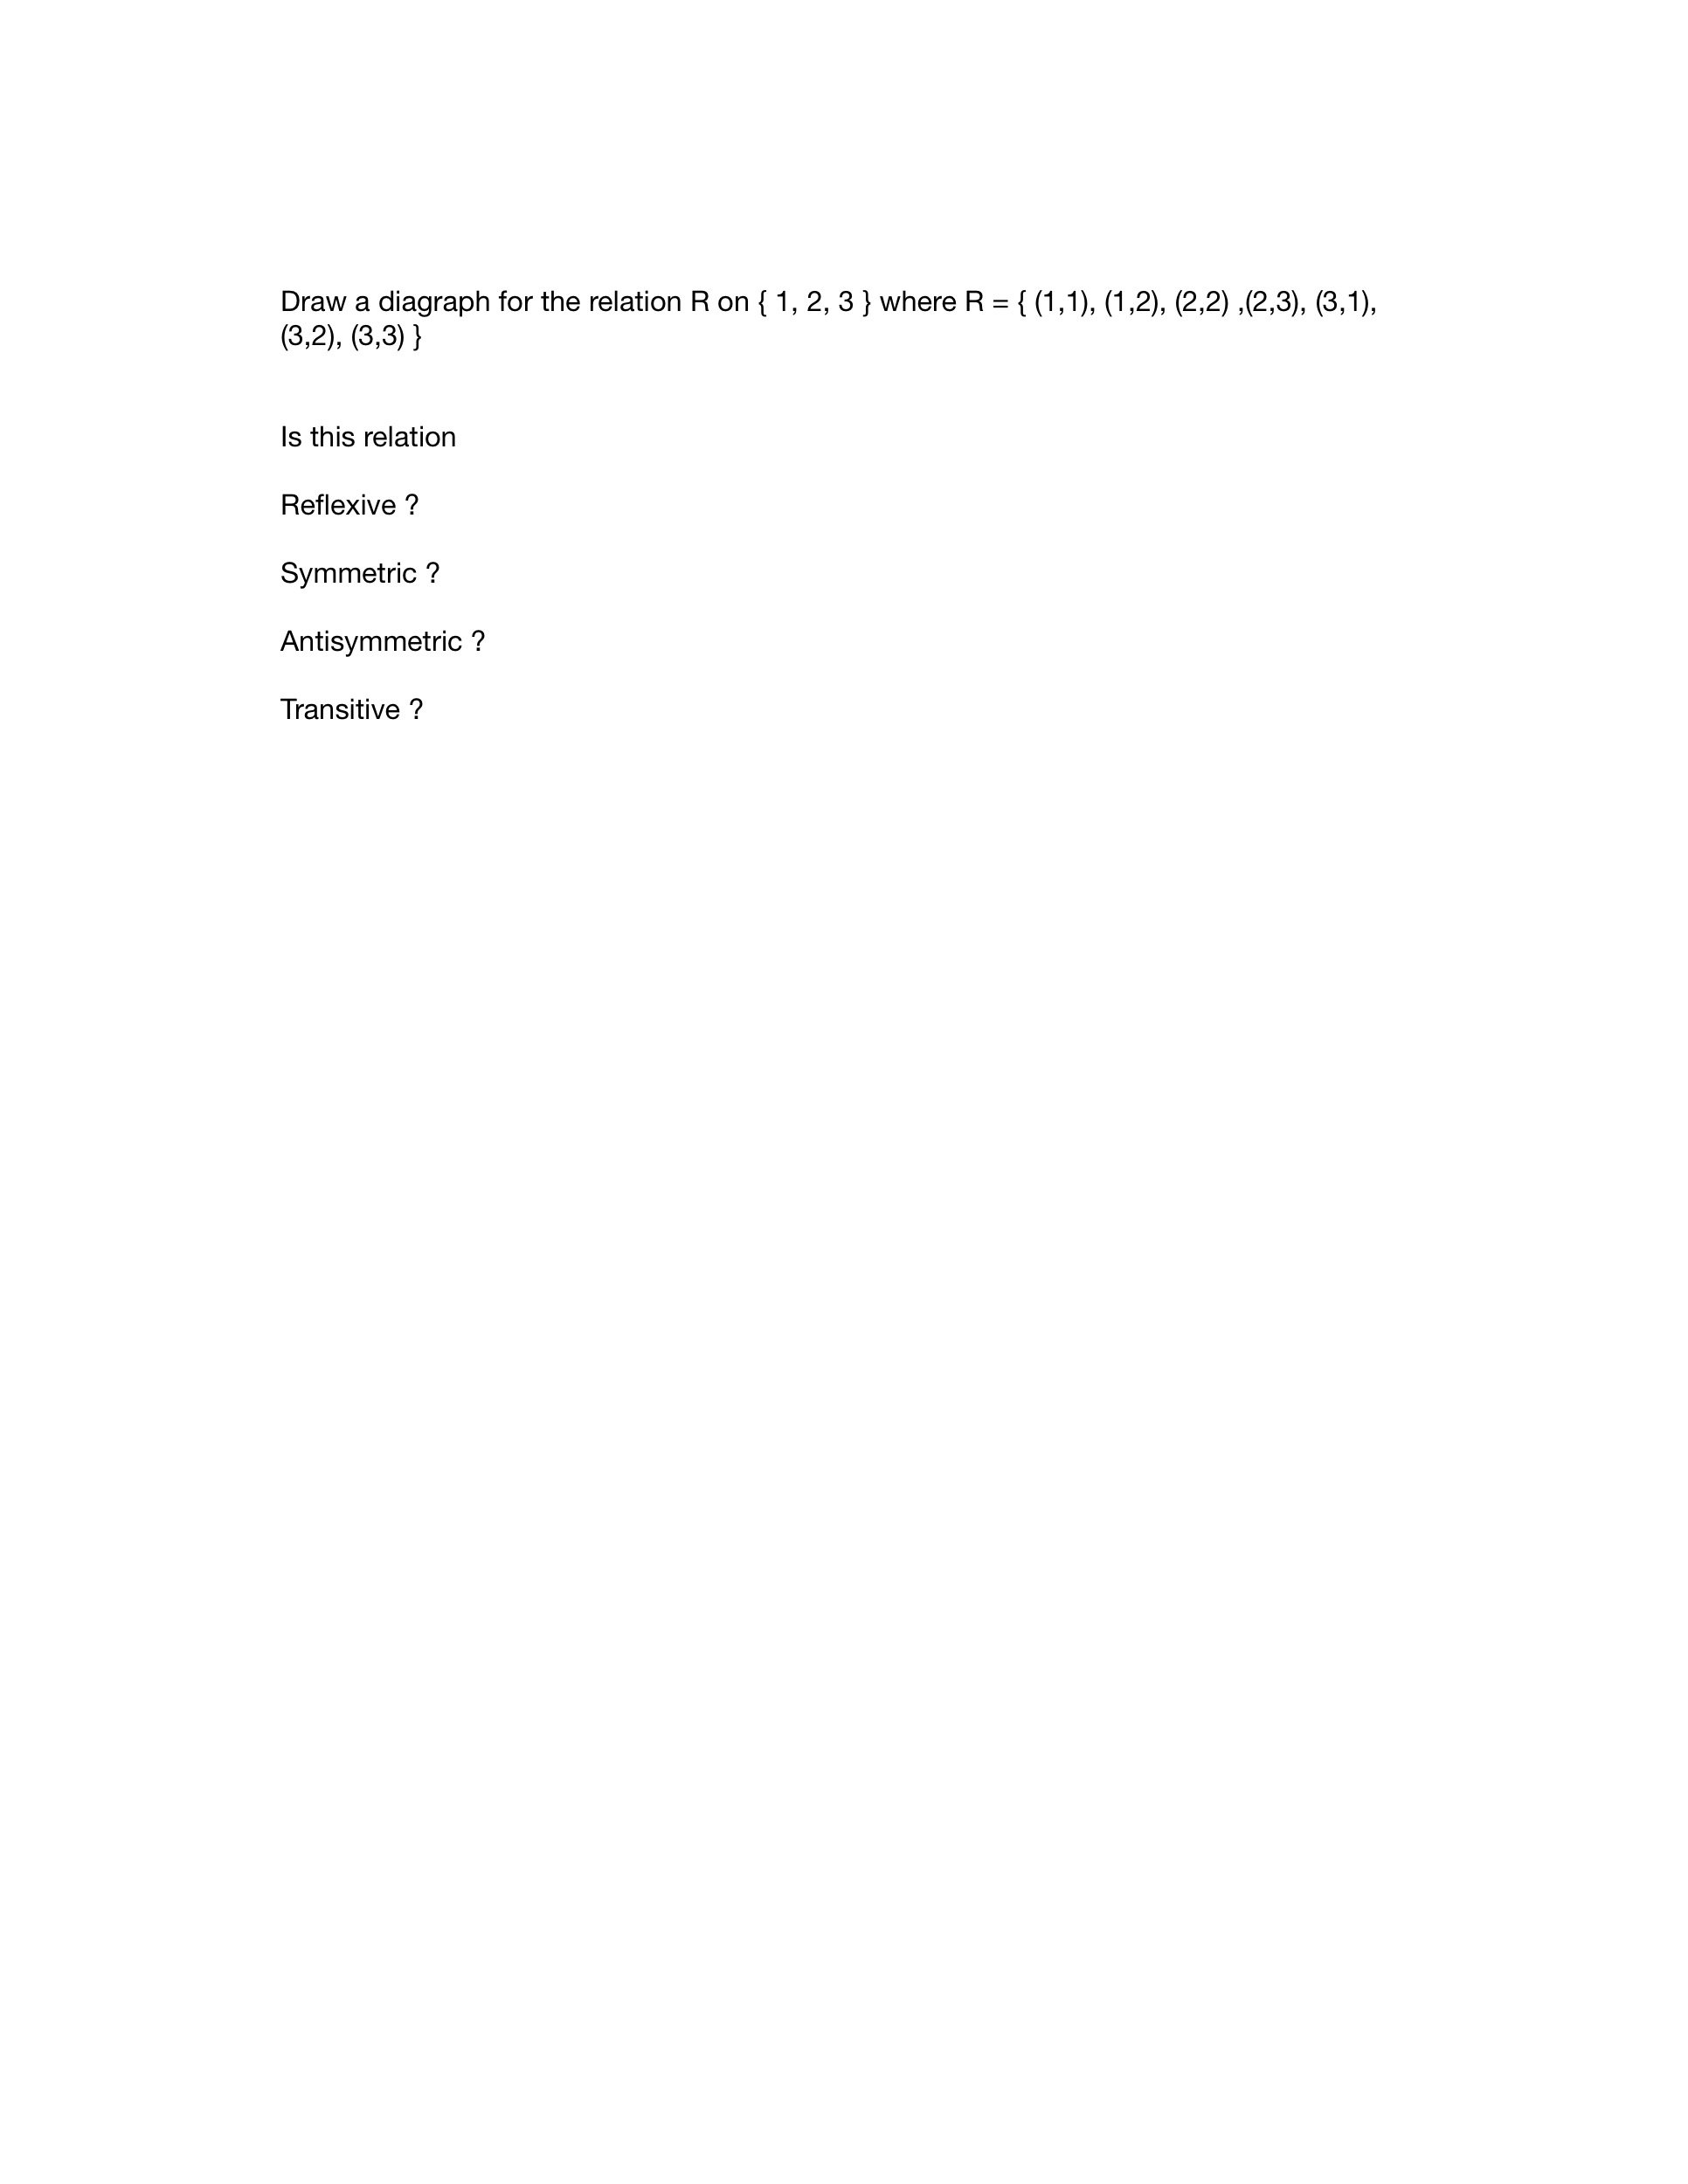 Draw a diagraph for the relation R on { 1, 2, 3 } where R = { (1,1), (1,2), (2,2) ,(2,3), (3,1),
(3,2), (3,3) }
Is this relation
Reflexive ?
Symmetric ?
Antisymmetric ?
Transitive ?